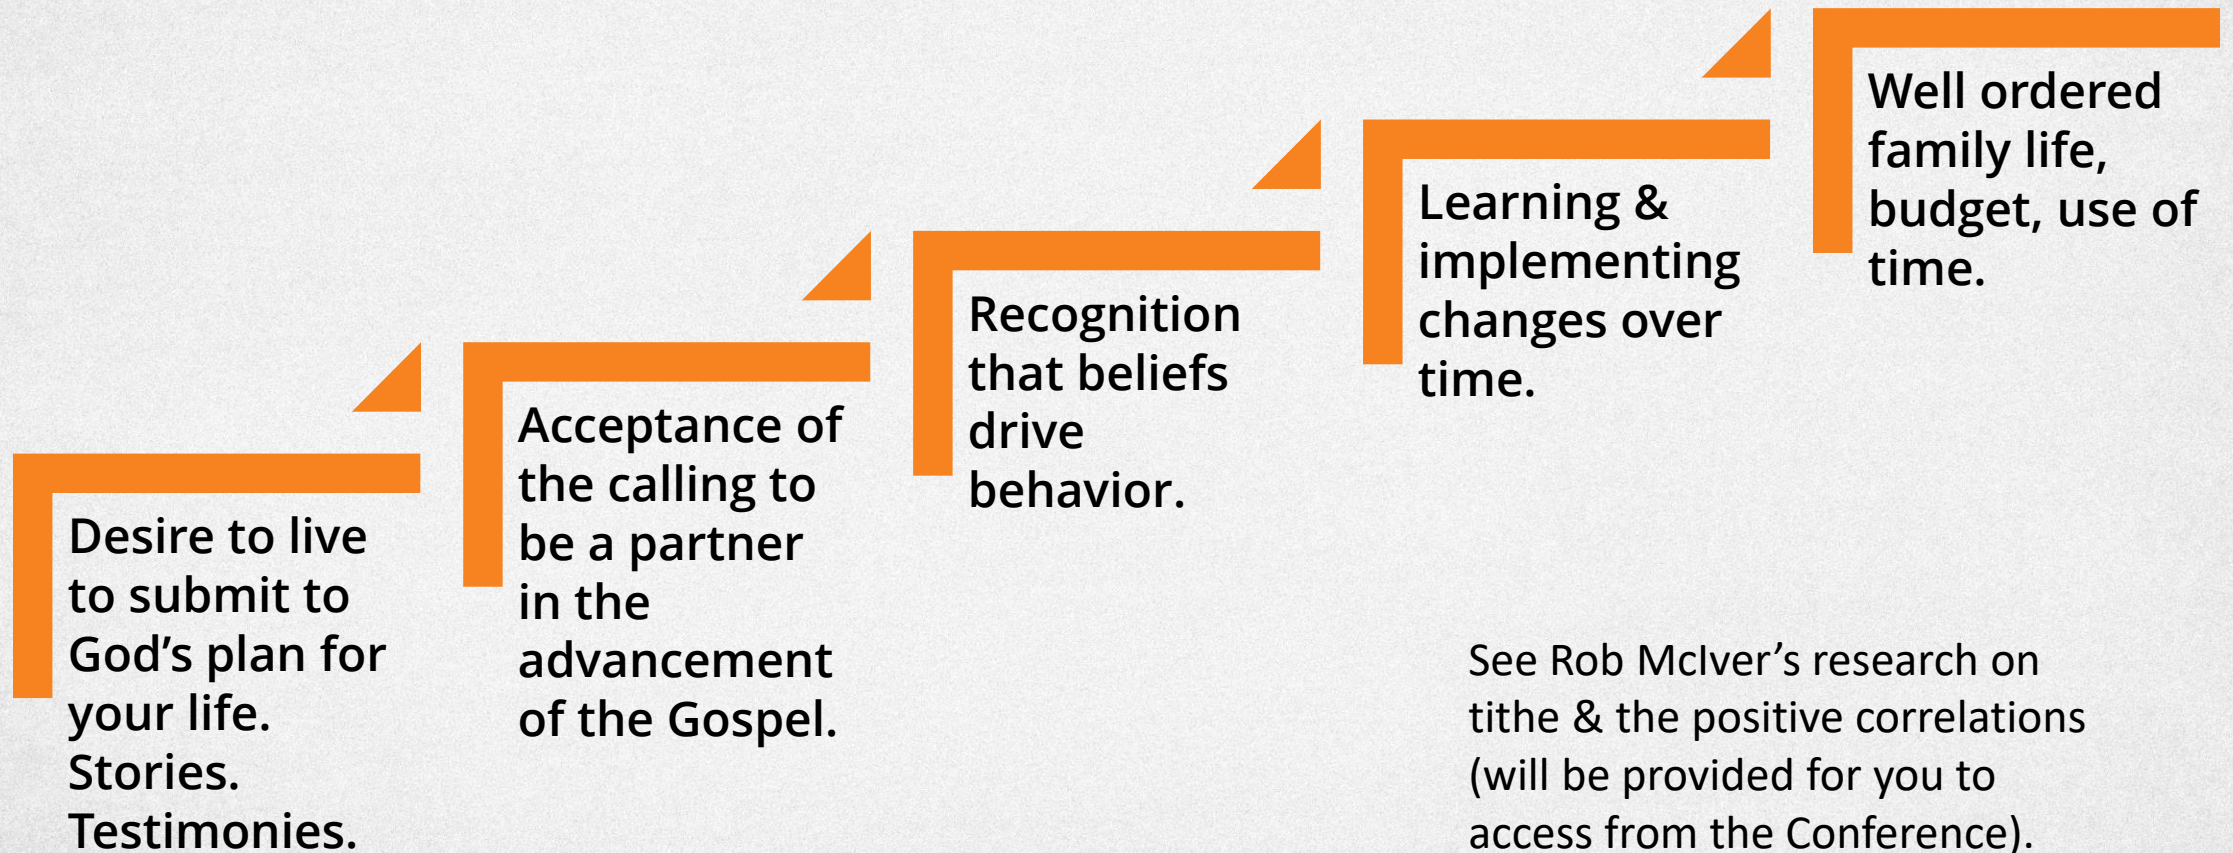 Desire to live
to submit to
God’s plan for
your life.
Stories.
Testimonies.
Acceptance of
the calling to
be a partner
in the
advancement
of the Gospel.
Recognition
that beliefs
drive
behavior.
Learning &
implementing
changes over
time.
Well ordered
family life,
budget, use of
time.
See Rob McIver’s research on
tithe & the positive correlations
(will be provided for you to
access from the Conference).